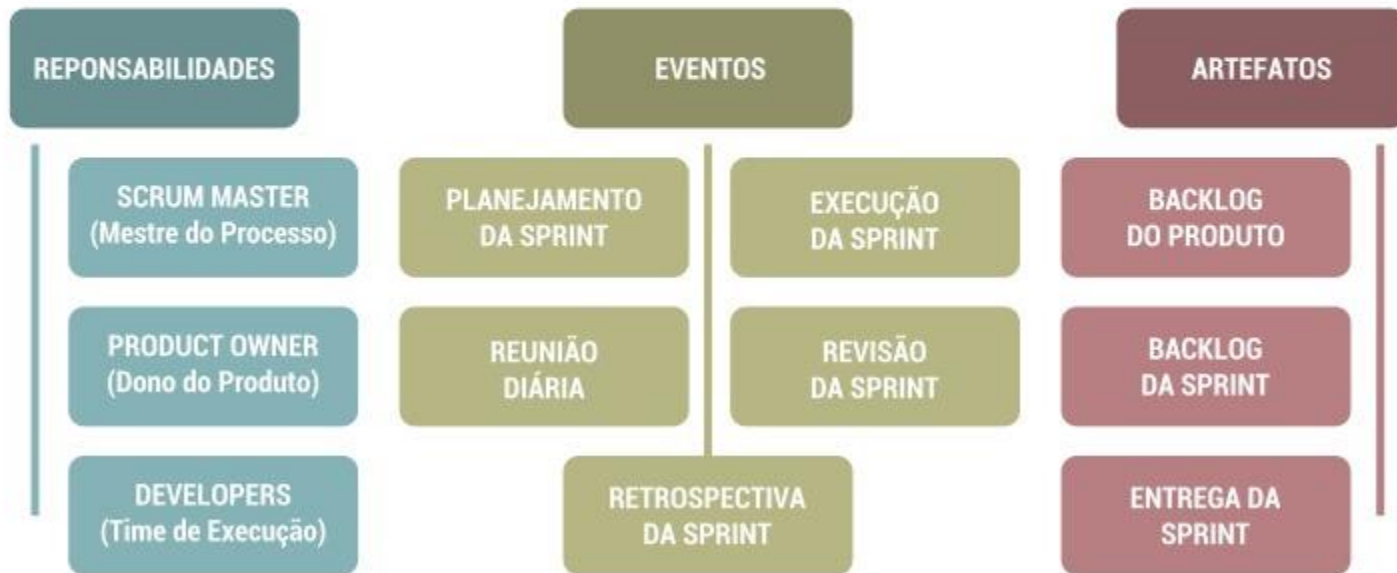 REPONSABILIDADES
EVENTOS
ARTEFATOS
SCRUM MASTER
(Mestre do Processo)
PLANEJAMENTO
DA SPRINT
EXECUÇÃO
DA SPRINT
BACKLOG
DO PRODUTO
PRODUCT OWNER
(Dono do Produto)
REUNIÃO
DIÁRIA
REVISÃO
DA SPRINT
BACKLOG
DA SPRINT
DEVELOPERS
(Time de Execução)
RETROSPECTIVA
DA SPRINT
ENTREGA DA
SPRINT